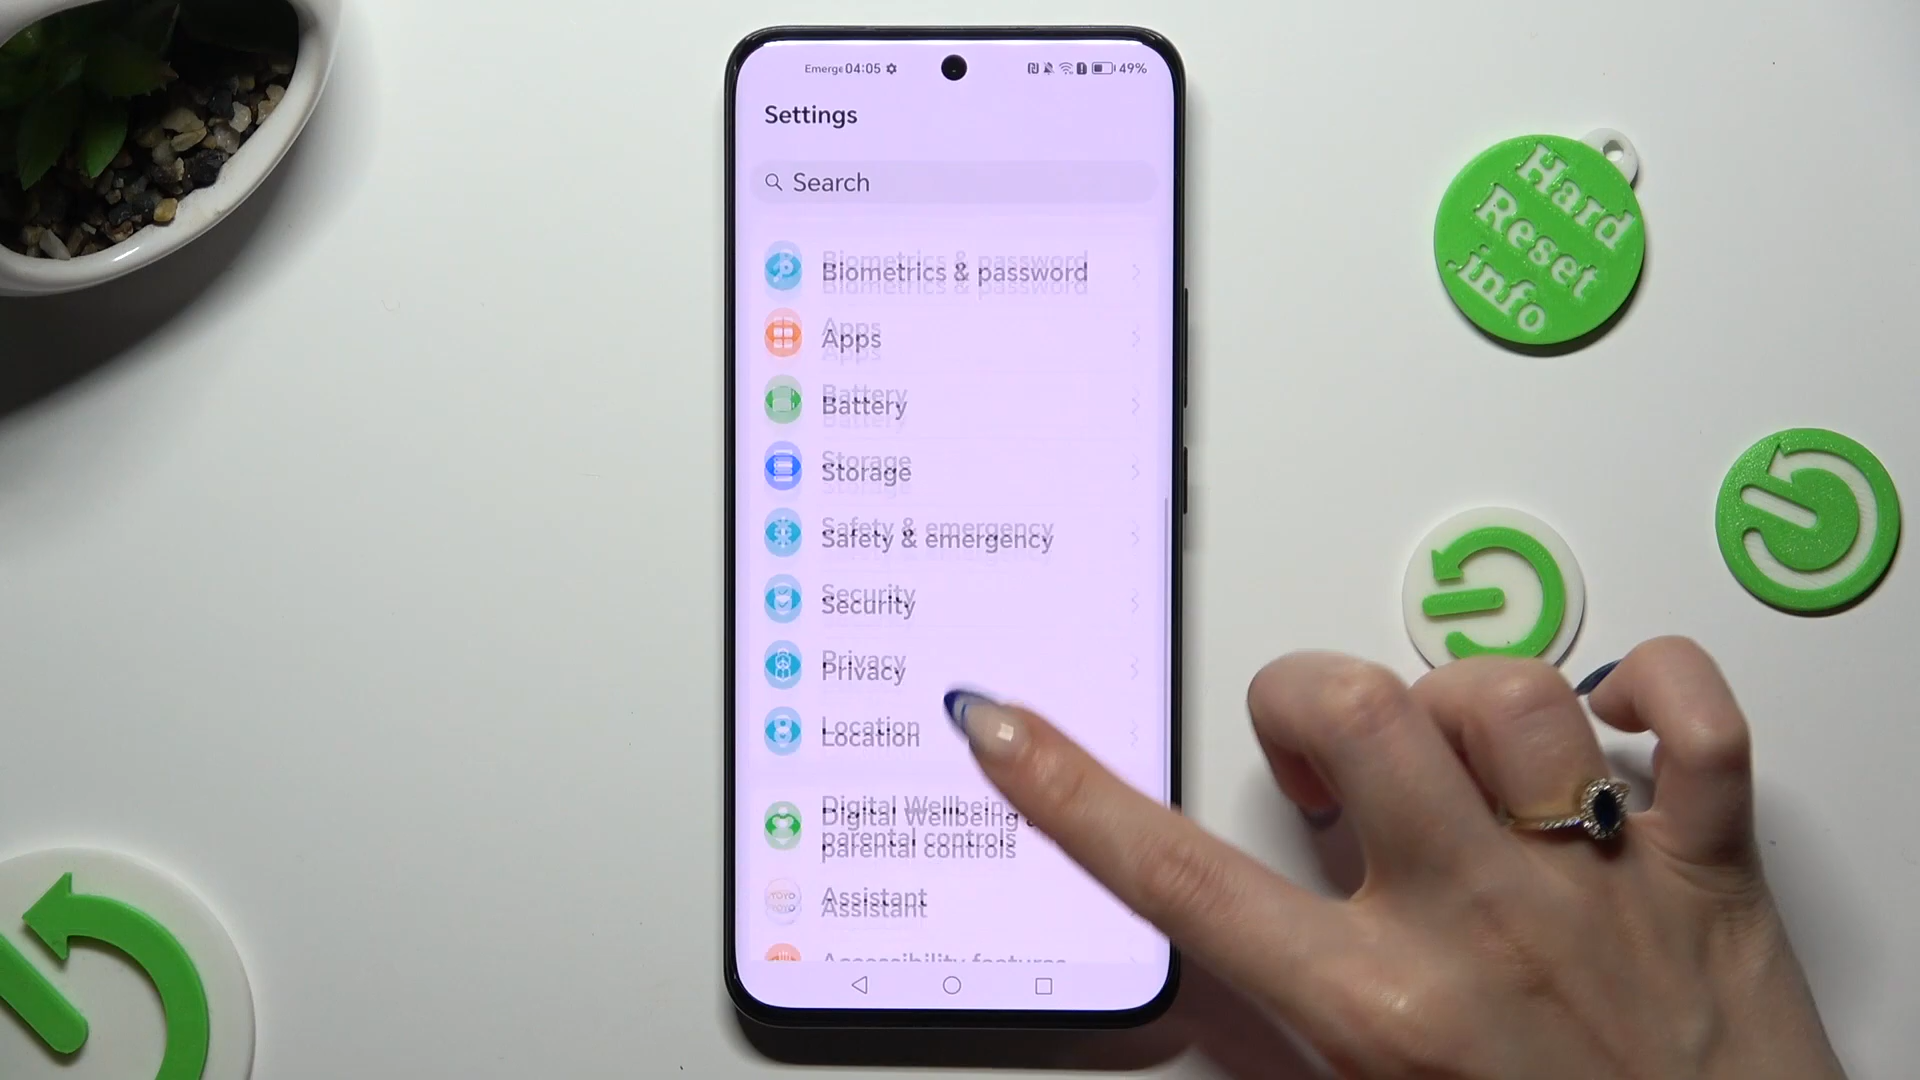 Emerge 04:05 49%
Settings
Search
Biometrics & password
Apps
Battery
Storage
Safety & emergency
Security
Privacy
Location
Digital Wellbeing &
parental controls
YOYO
Assistant
Accessibility features
Hard
Reset
.info